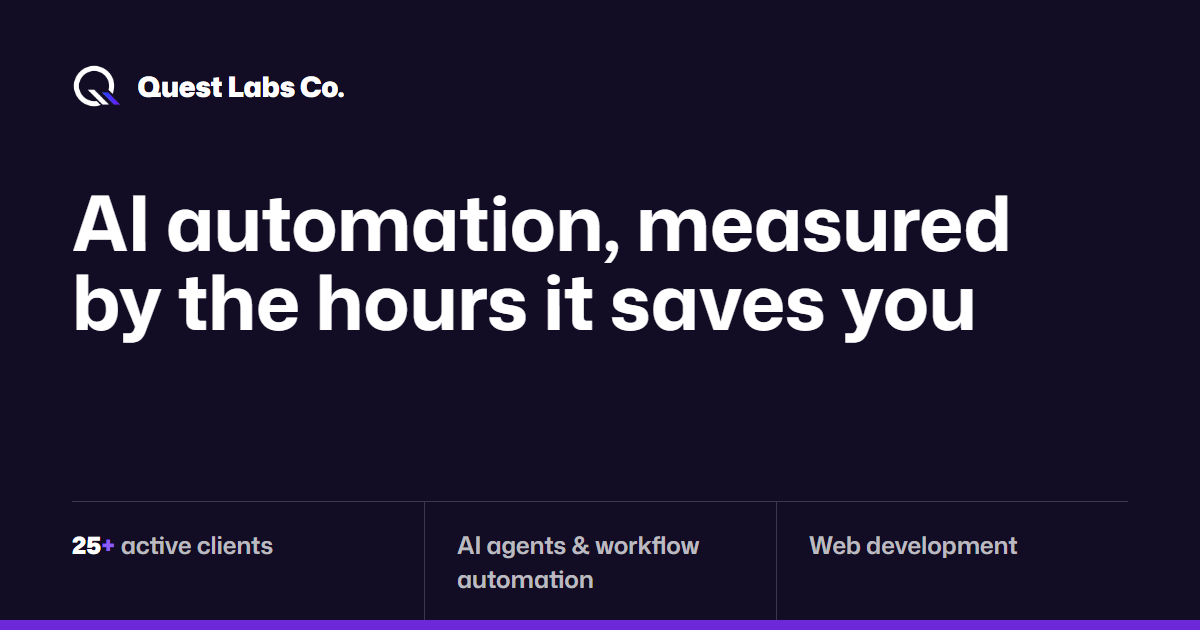 Quest Labs Co.
AI automation, measured
by the hours it saves you
25+ active clients
AI agents & workflow
automation
Web development